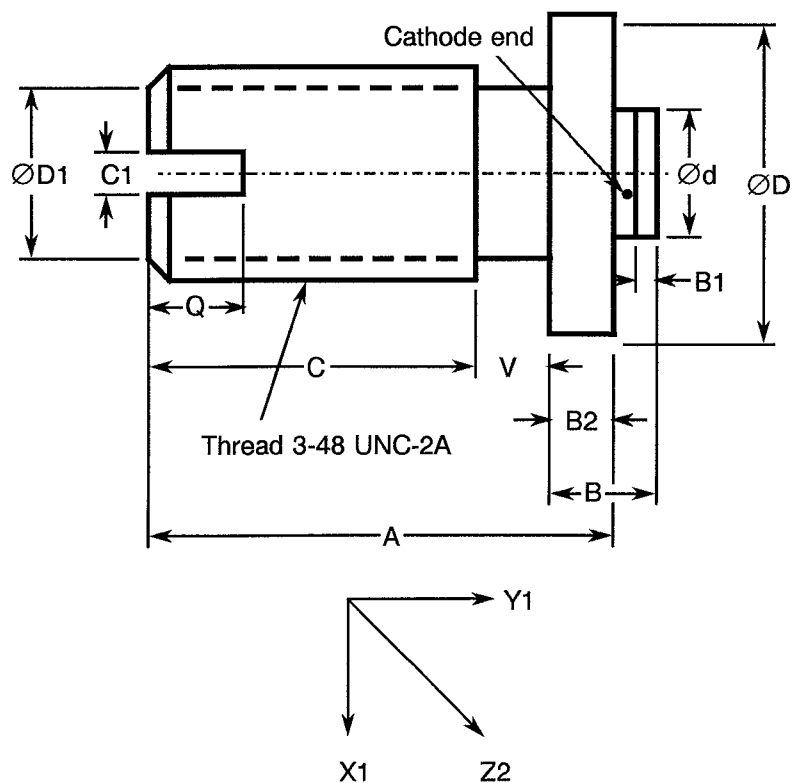 Cathode end
ØD1
C1
Ød
ØD
Q
B1
C
V
B2
Thread 3-48 UNC-2A
B
A
Y1
X1
Z2